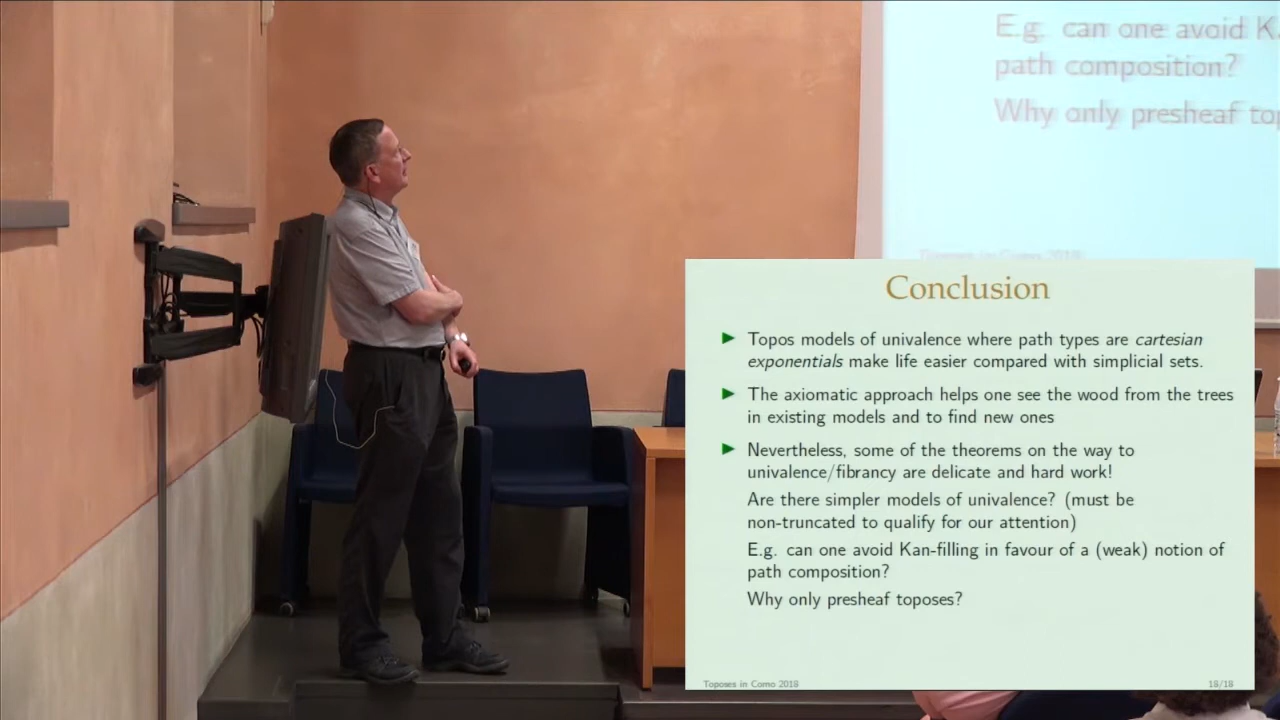 E.g. can one avoid K
path composition?
Why only presheaf to
Toposes in Como 2018
Conclusion
Topos models of univalence where path types are cartesian
exponentials make life easier compared with simplicial sets.
The axiomatic approach helps one see the wood from the trees
in existing models and to find new ones
Nevertheless, some of the theorems on the way to
univalence/fibrancy are delicate and hard work!
Are there simpler models of univalence? (must be
non-truncated to qualify for our attention)
E.g. can one avoid Kan-filling in favour of a (weak) notion of
path composition?
Why only presheaf toposes?
Toposes in Como 2018
18/18